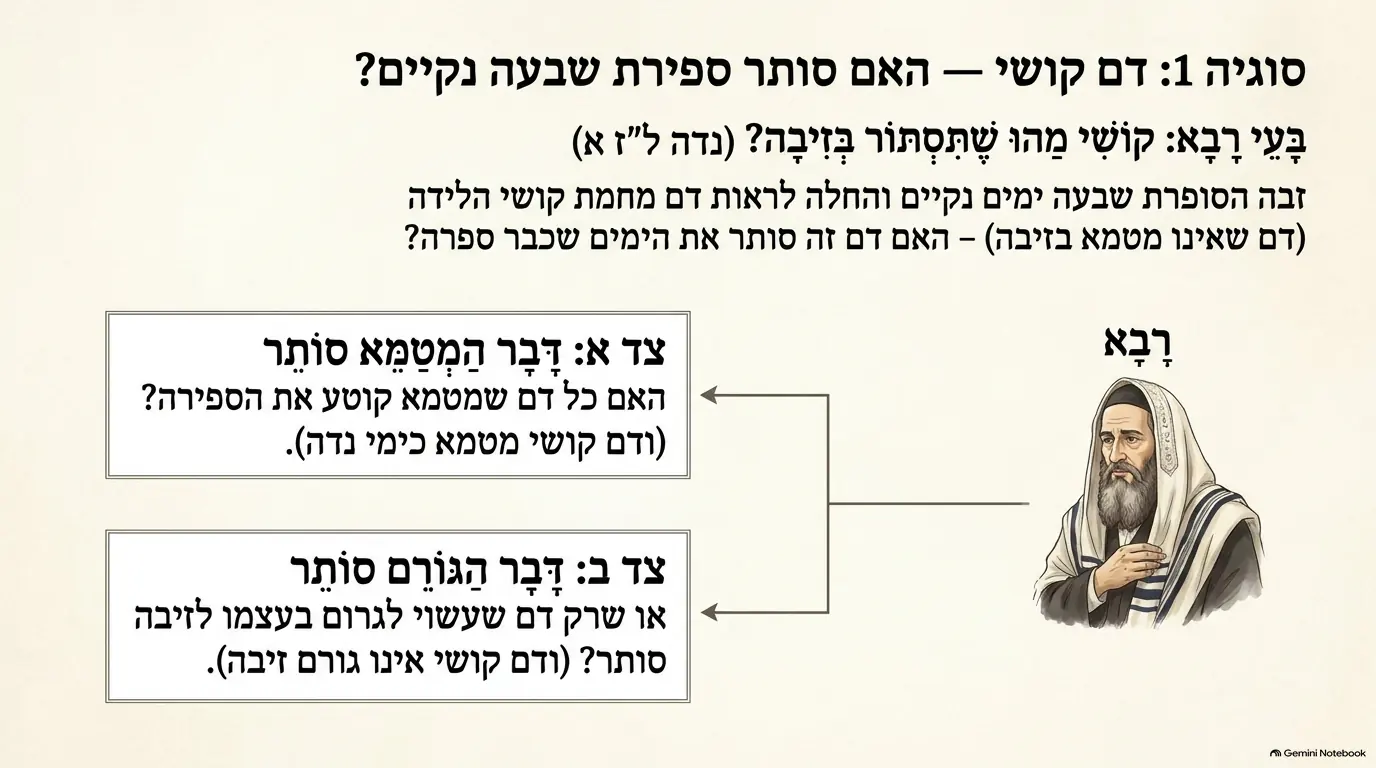 סוגיה 1: דם קושי — האם סותר ספירת שבעה נקיים?
בָּעֵי רָבָא: קוֹשִׁי מַהוּ שֶׁתִּסְתּוֹר בְּזִיבָה? (נדה ל"ז א)
זבה הסופרת שבעה ימים נקיים והחלה לראות דם מחמת קושי הלידה
(דם שאינו מטמא בזיבה) – האם דם זה סותר את הימים שכבר ספרה?
רָבָא
צד א: דָּבָר הַמְטַמֵּא סוֹתֵר
האם כל דם שמטמא קוטע את הספירה?
(ודם קושי מטמא כימי נדה).
צד ב: דָּבָר הַגּוֹרֵם סוֹתֵר
או שרק דם שעשוי לגרום בעצמו לזיבה
סותר? (ודם קושי אינו גורם זיבה).
Gemini Notebook